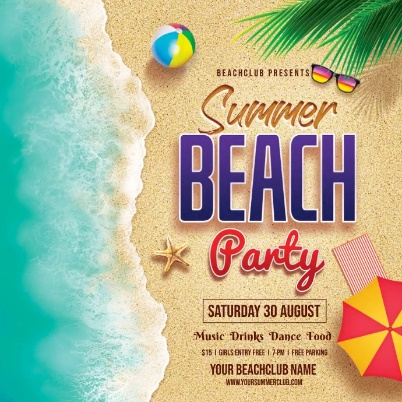 BEACHCLUB PRESENTS
Summer
BEACH
Party
SATURDAY 30 AUGUST
Music Drinks Dance Food
$15 | GIRLS ENTRY FREE | 7-PM | FREE PARKING
YOUR BEACHCLUB NAME
WWW.YOURSUMMERCLUB.COM